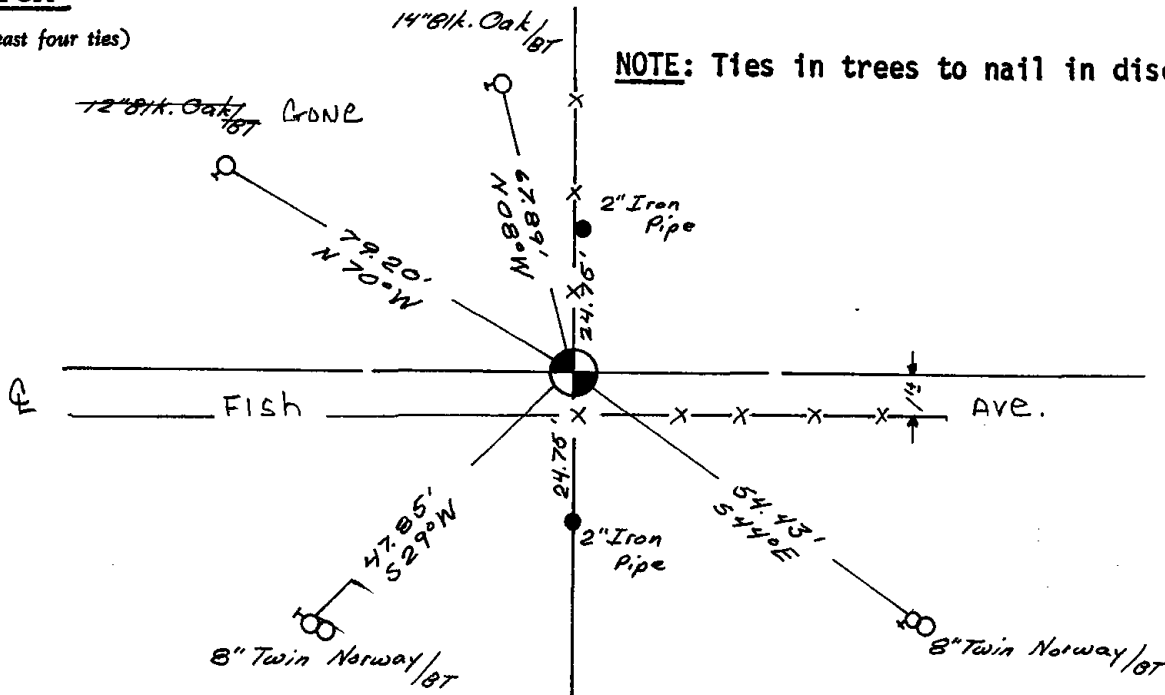 east four ties)
14"Blk. Oak/BT
NOTE: Ties in trees to nail in disc
12"Blk. Oak/BT GONE
67.89'
N 08°W
2" Iron
Pipe
79.20'
N 70°W
24.75'
℄
Fish Ave.
14'
24.75'
47.85'
S 29°W
54.43'
S 44°E
2" Iron
Pipe
8" Twin Norway/BT
8" Twin Norway/BT